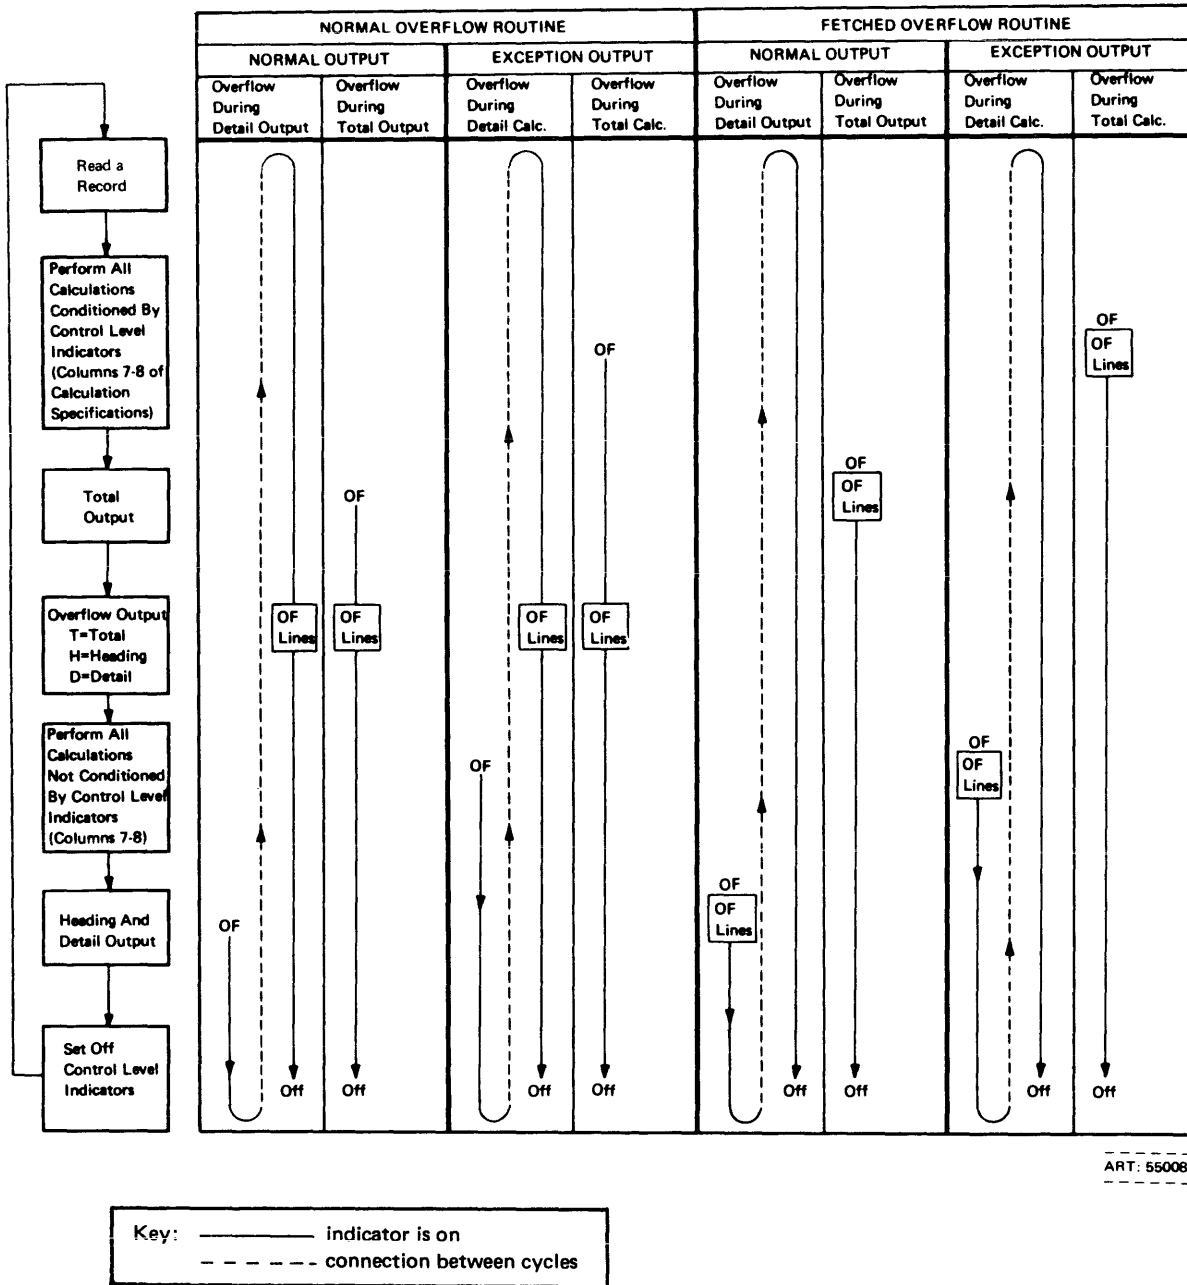 NORMAL OVERFLOW ROUTINE
FETCHED OVERFLOW ROUTINE
NORMAL OUTPUT
EXCEPTION OUTPUT
NORMAL OUTPUT
EXCEPTION OUTPUT
Overflow
During
Detail Output
Overflow
During
Total Output
Overflow
During
Detail Calc.
Overflow
During
Total Calc.
Overflow
During
Detail Output
Overflow
During
Total Output
Overflow
During
Detail Calc.
Overflow
During
Total Calc.
Read a
Record
Perform All
Calculations
Conditioned By
Control Level
Indicators
(Columns 7-8 of
Calculation
Specifications)
Total
Output
Overflow Output
T=Total
H=Heading
D=Detail
Perform All
Calculations
Not Conditioned
By Control Level
Indicators
(Columns 7-8)
Heading And
Detail Output
Set Off
Control Level
Indicators
OF
OF
Lines
Off
OF
OF
Lines
Off
OF
OF
Lines
Off
OF
OF
Lines
Off
OF
OF
Lines
Off
OF
OF
Lines
Off
OF
OF
Lines
Off
OF
OF
Lines
Off
ART: 55008
Key: indicator is on
connection between cycles